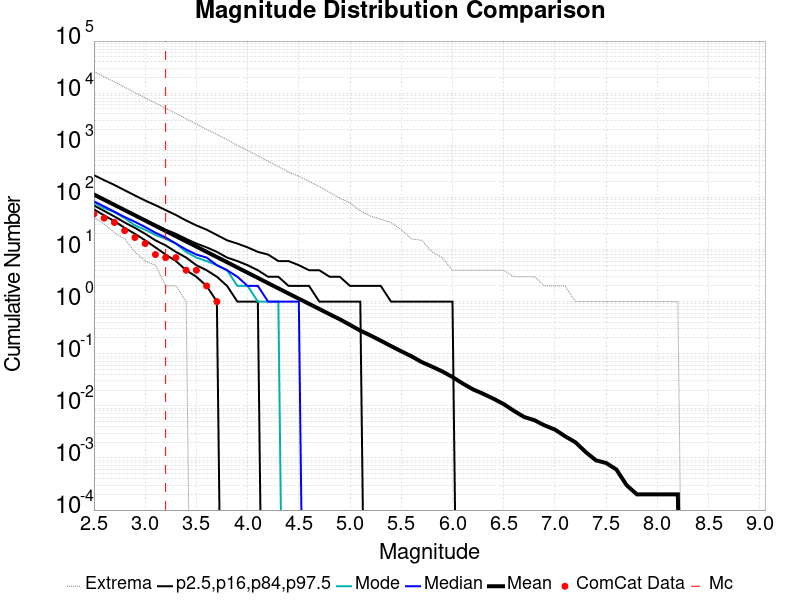 Magnitude Distribution Comparison
10^5
10^4
10^3
10^2
10^1
10^0
10^-1
10^-2
10^-3
10^-4
Cumulative Number
2.5 3.0 3.5 4.0 4.5 5.0 5.5 6.0 6.5 7.0 7.5 8.0 8.5 9.0
Magnitude
Extrema p2.5,p16,p84,p97.5 Mode Median Mean ComCat Data Mc